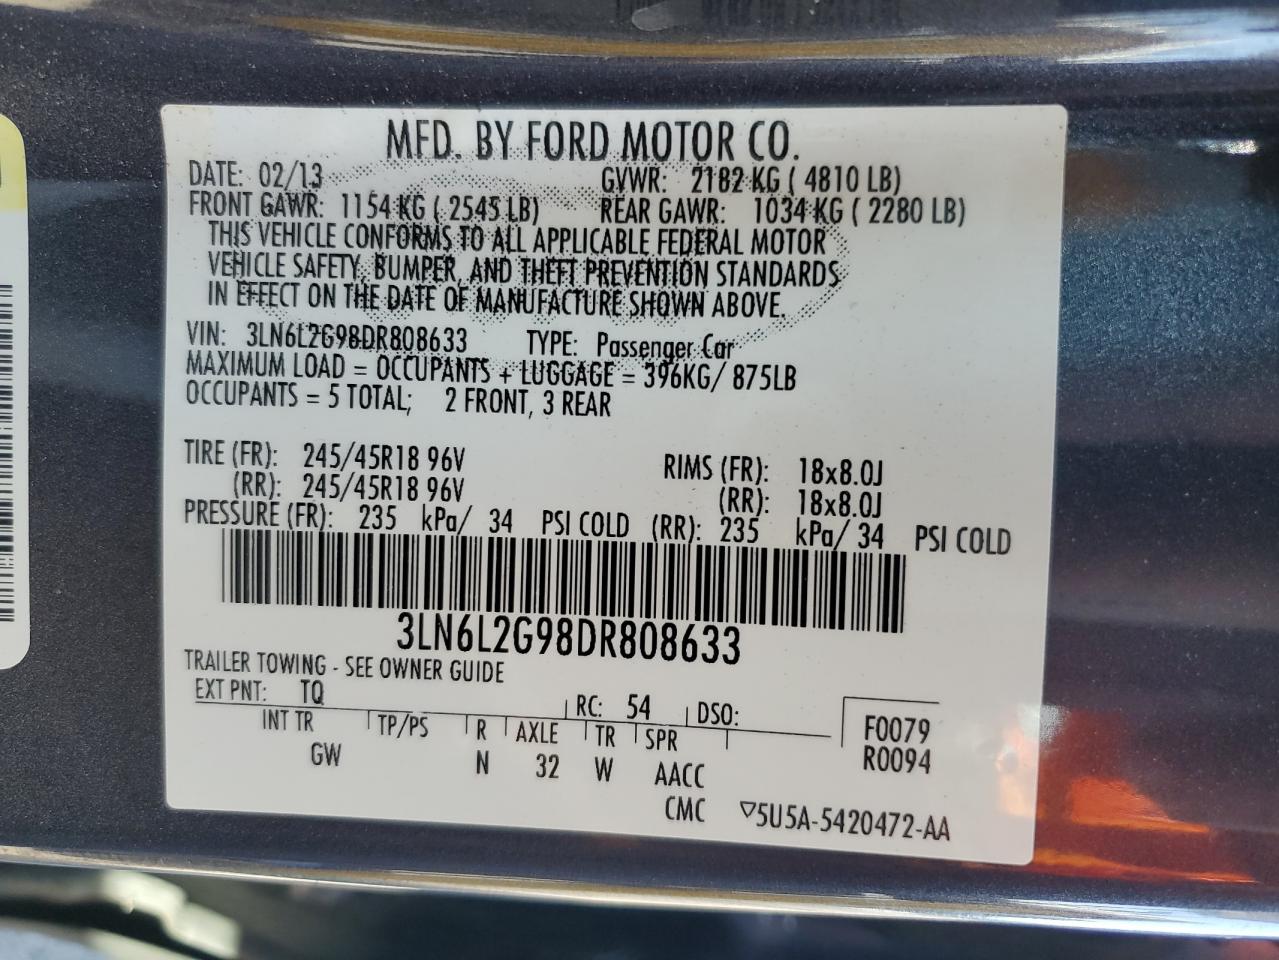 MFD. BY FORD MOTOR CO.
DATE: 02/13 GVWR: 2182 KG ( 4810 LB)
FRONT GAWR: 1154 KG ( 2545 LB) REAR GAWR: 1034 KG ( 2280 LB)
THIS VEHICLE CONFORMS TO ALL APPLICABLE FEDERAL MOTOR
VEHICLE SAFETY, BUMPER, AND THEFT PREVENTION STANDARDS
IN EFFECT ON THE DATE OF MANUFACTURE SHOWN ABOVE.
VIN: 3LN6L2G98DR808633 TYPE: Passenger Car
MAXIMUM LOAD = OCCUPANTS + LUGGAGE = 396KG/ 875LB
OCCUPANTS = 5 TOTAL; 2 FRONT, 3 REAR
TIRE (FR): 245/45R18 96V RIMS (FR): 18x8.0J
(RR): 245/45R18 96V (RR): 18x8.0J
PRESSURE (FR): 235 kPa/ 34 PSI COLD (RR): 235 kPa/ 34 PSI COLD
3LN6L2G98DR808633
TRAILER TOWING - SEE OWNER GUIDE
EXT PNT: TQ RC: 54 DSO:
INT TR TP/PS R AXLE TR SPR F0079
GW N 32 W AACC R0094
CMC ▽5U5A-5420472-AA